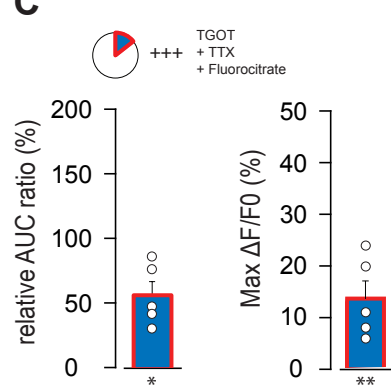 C
+++
TGOT
+ TTX
+ Fluorocitrate
relative AUC ratio (%)
200
150
100
50
0
*
Max ΔF/F0 (%)
50
40
30
20
10
0
**